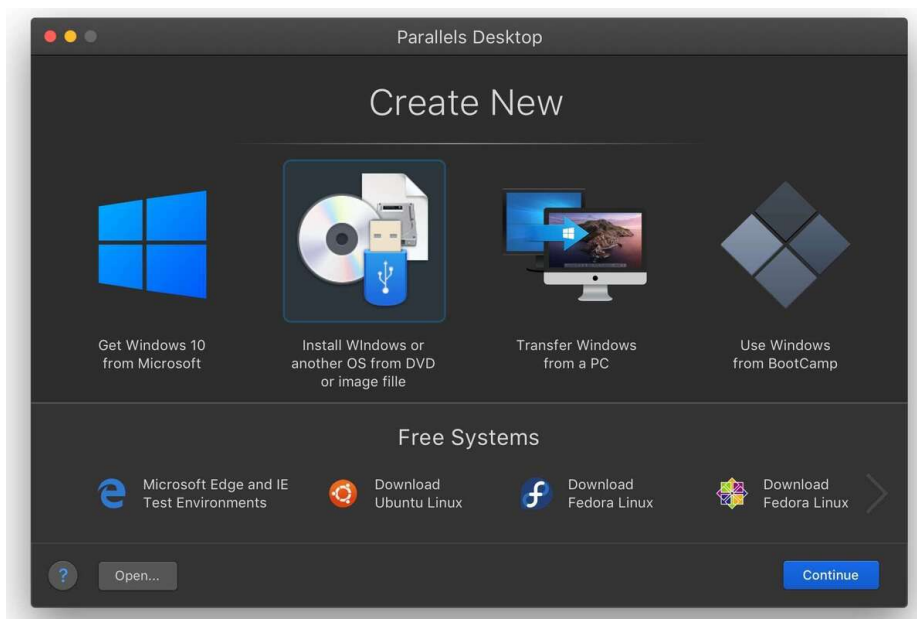 Parallels Desktop
Create New
Get Windows 10
from Microsoft
Install WIndows or
another OS from DVD
or image fille
Transfer Windows
from a PC
Use Windows
from BootCamp
Free Systems
Microsoft Edge and IE
Test Environments
Download
Ubuntu Linux
Download
Fedora Linux
Download
Fedora Linux
?
Open...
Continue